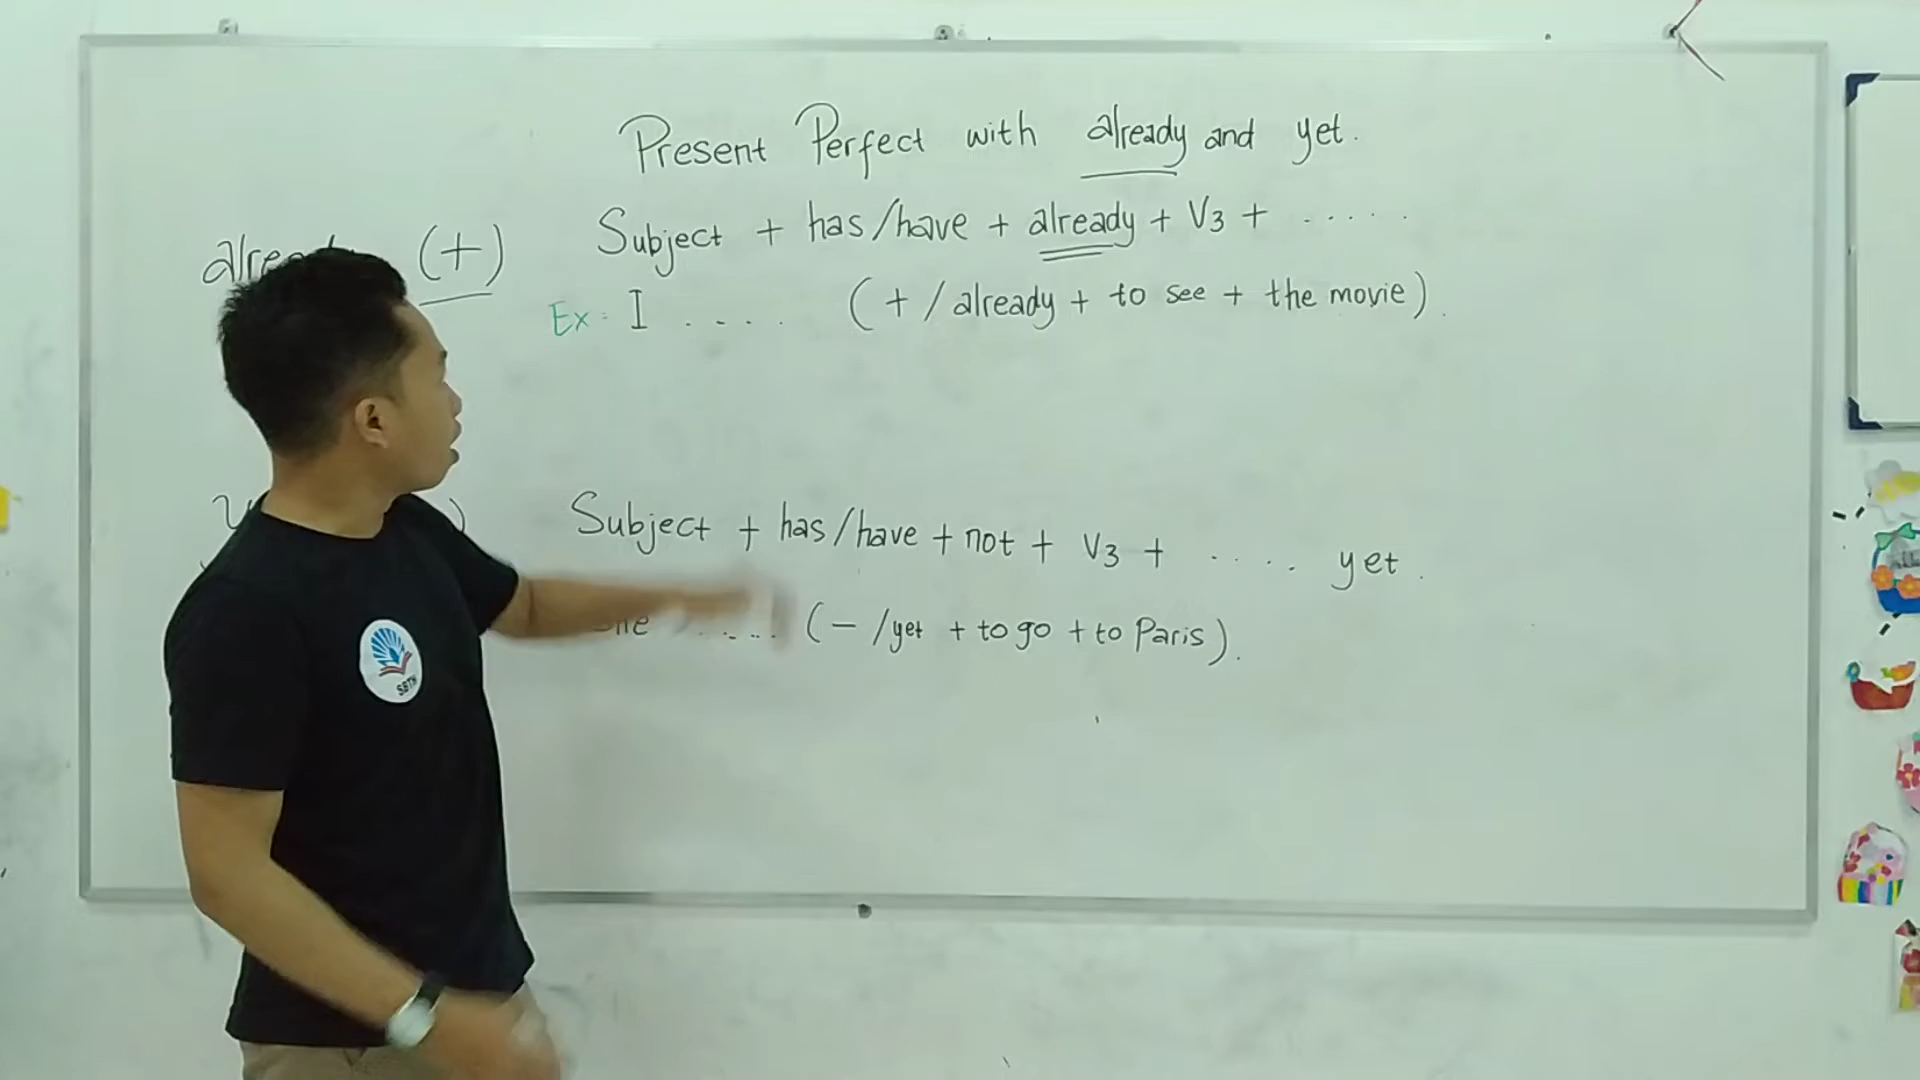 Present Perfect with already and yet.
(+)
Subject + has/have + already + V3 + .....
Ex: I .... (+ / already + to see + the movie).
Subject + has/have + not + V3 + ..... yet.
..... (- /yet + to go + to Paris).
SBTH